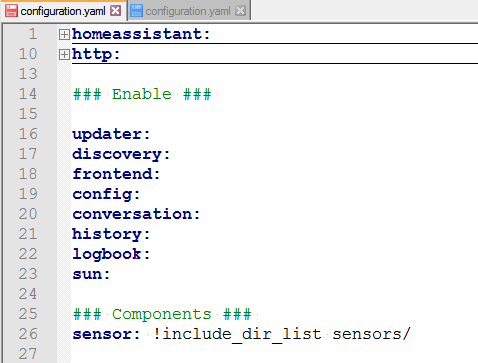 configuration.yaml configuration.yaml
1 homeassistant:
10 http:
13
14 ### Enable ###
15
16 updater:
17 discovery:
18 frontend:
19 config:
20 conversation:
21 history:
22 logbook:
23 sun:
24
25 ### Components ###
26 sensor: !include_dir_list sensors/
27